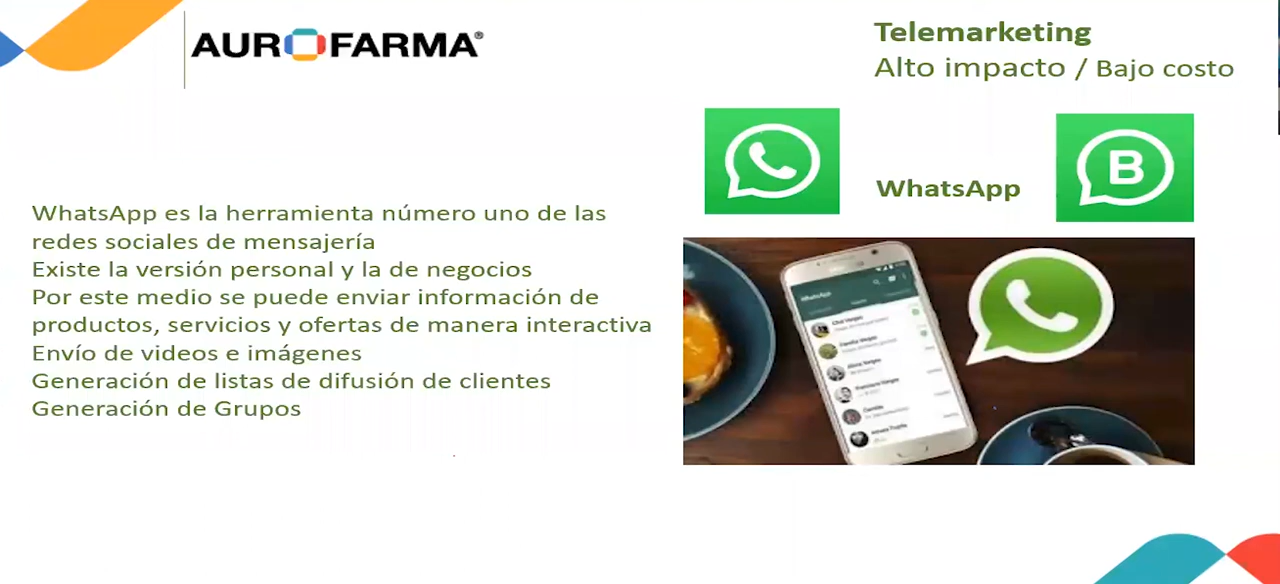 AUROFARMA®
Telemarketing
Alto impacto / Bajo costo
WhatsApp
B
WhatsApp es la herramienta número uno de las
redes sociales de mensajería
Existe la versión personal y la de negocios
Por este medio se puede enviar información de
productos, servicios y ofertas de manera interactiva
Envío de videos e imágenes
Generación de listas de difusión de clientes
Generación de Grupos
WhatsApp